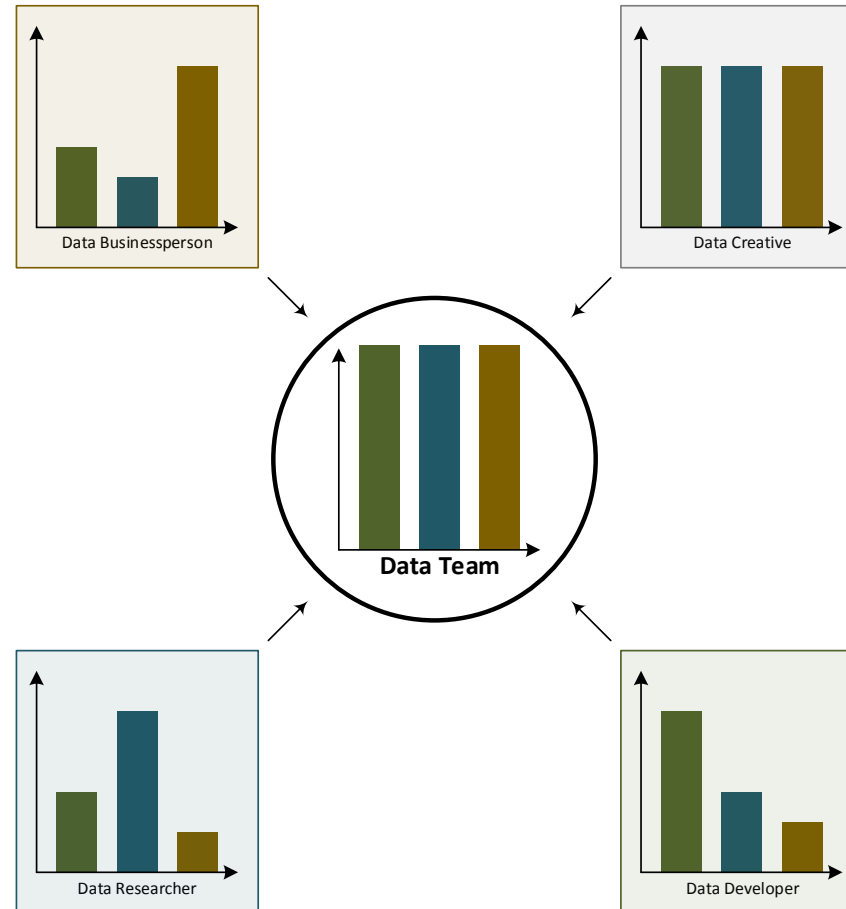 Data Businessperson
Data Creative
Data Team
Data Researcher
Data Developer